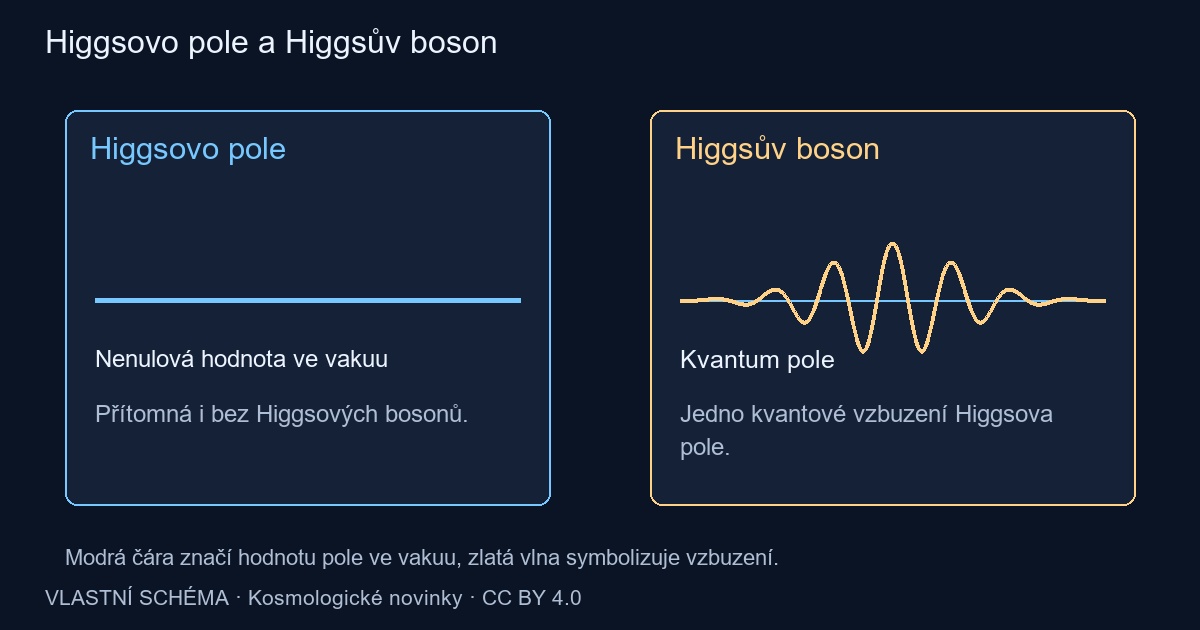 Higgsovo pole a Higgsův boson
Higgsovo pole
Nenulová hodnota ve vakuu
Přítomná i bez Higgsových bosonů.
Higgsův boson
Kvantum pole
Jedno kvantové vzbuzení Higgsova
pole.
Modrá čára značí hodnotu pole ve vakuu, zlatá vlna symbolizuje vzbuzení.
VLASTNÍ SCHÉMA · Kosmologické novinky · CC BY 4.0